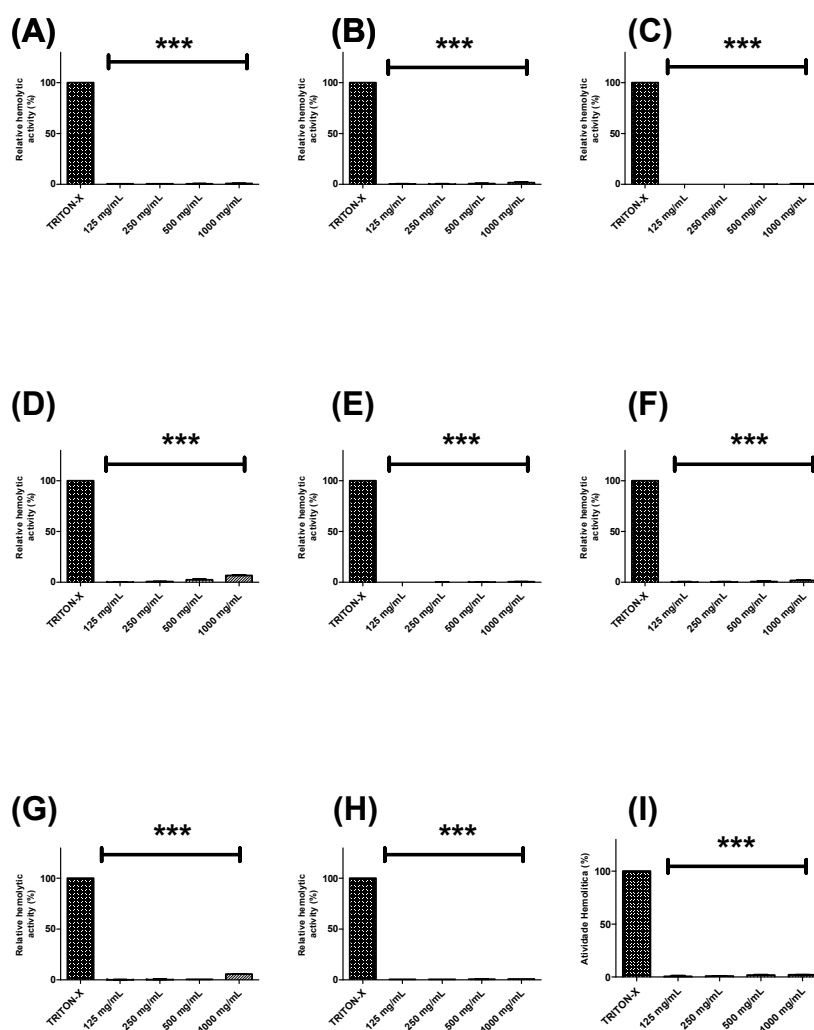 (A)
***
Relative hemolytic
activity (%)
100
50
0
TRITON-X
125 mg/mL
250 mg/mL
500 mg/mL
1000 mg/mL
(B)
***
Relative hemolytic
activity (%)
100
50
0
TRITON-X
125 mg/mL
250 mg/mL
500 mg/mL
1000 mg/mL
(C)
***
Relative hemolytic
activity (%)
100
50
0
TRITON-X
125 mg/mL
250 mg/mL
500 mg/mL
1000 mg/mL
(D)
***
Relative hemolytic
activity (%)
100
50
0
TRITON-X
125 mg/mL
250 mg/mL
500 mg/mL
1000 mg/mL
(E)
***
Relative hemolytic
activity (%)
100
50
0
TRITON-X
125 mg/mL
250 mg/mL
500 mg/mL
1000 mg/mL
(F)
***
Relative hemolytic
activity (%)
100
50
0
TRITON-X
125 mg/mL
250 mg/mL
500 mg/mL
1000 mg/mL
(G)
***
Relative hemolytic
activity (%)
100
50
0
TRITON-X
125 mg/mL
250 mg/mL
500 mg/mL
1000 mg/mL
(H)
***
Relative hemolytic
activity (%)
100
50
0
TRITON-X
125 mg/mL
250 mg/mL
500 mg/mL
1000 mg/mL
(I)
***
Atividade Hemolítica (%)
100
50
0
TRITON-X
125 mg/mL
250 mg/mL
500 mg/mL
1000 mg/mL